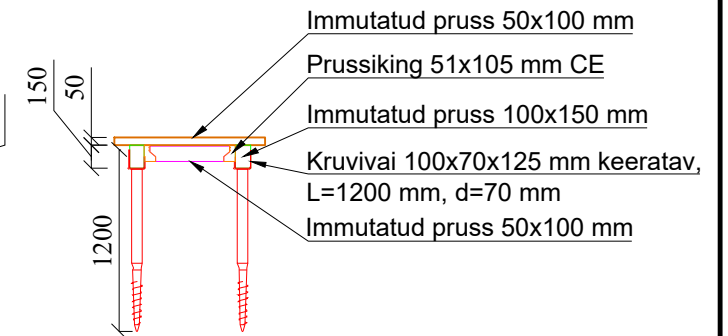 Immutatud pruss 50x100 mm
Prussiking 51x105 mm CE
Immutatud pruss 100x150 mm
Kruvivai 100x70x125 mm keeratav,
L=1200 mm, d=70 mm
Immutatud pruss 50x100 mm
150
50
1200